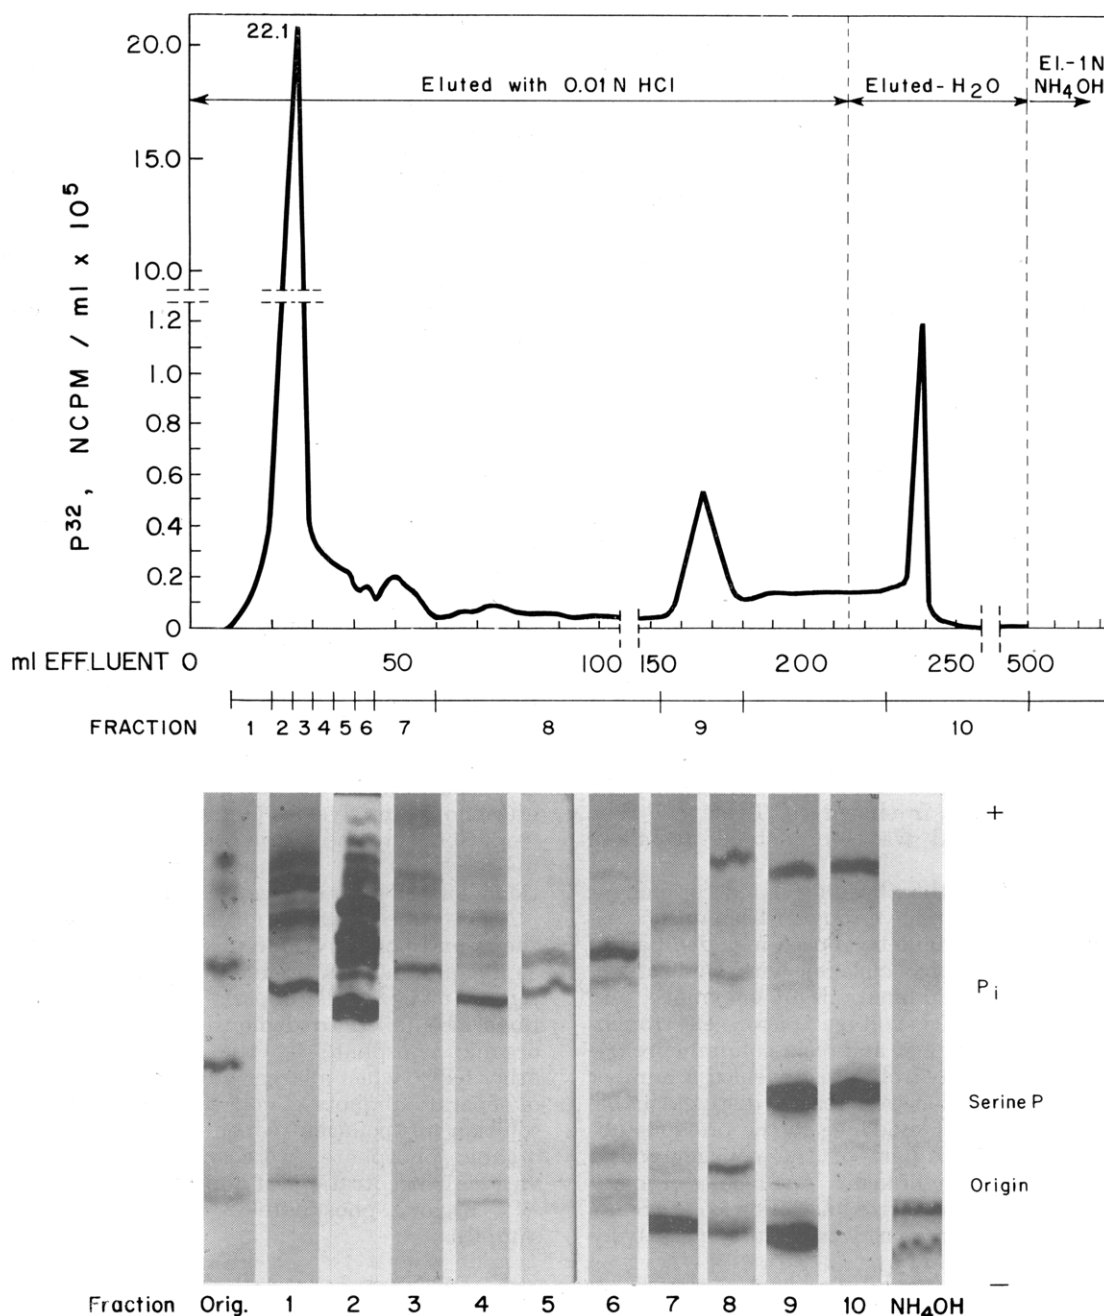 22.1
20.0
15.0
10.0
1.2
1.0
0.8
0.6
0.4
0.2
0
P32, NCPM / ml x 10^5
Eluted with 0.01 N HCl
Eluted-H2O
El.-1N
NH4OH
ml EFFLUENT 0 50 100 150 200 250 500
FRACTION 1 2 3 4 5 6 7 8 9 10
+
Pi
Serine P
Origin
−
Fraction Orig. 1 2 3 4 5 6 7 8 9 10 NH4OH